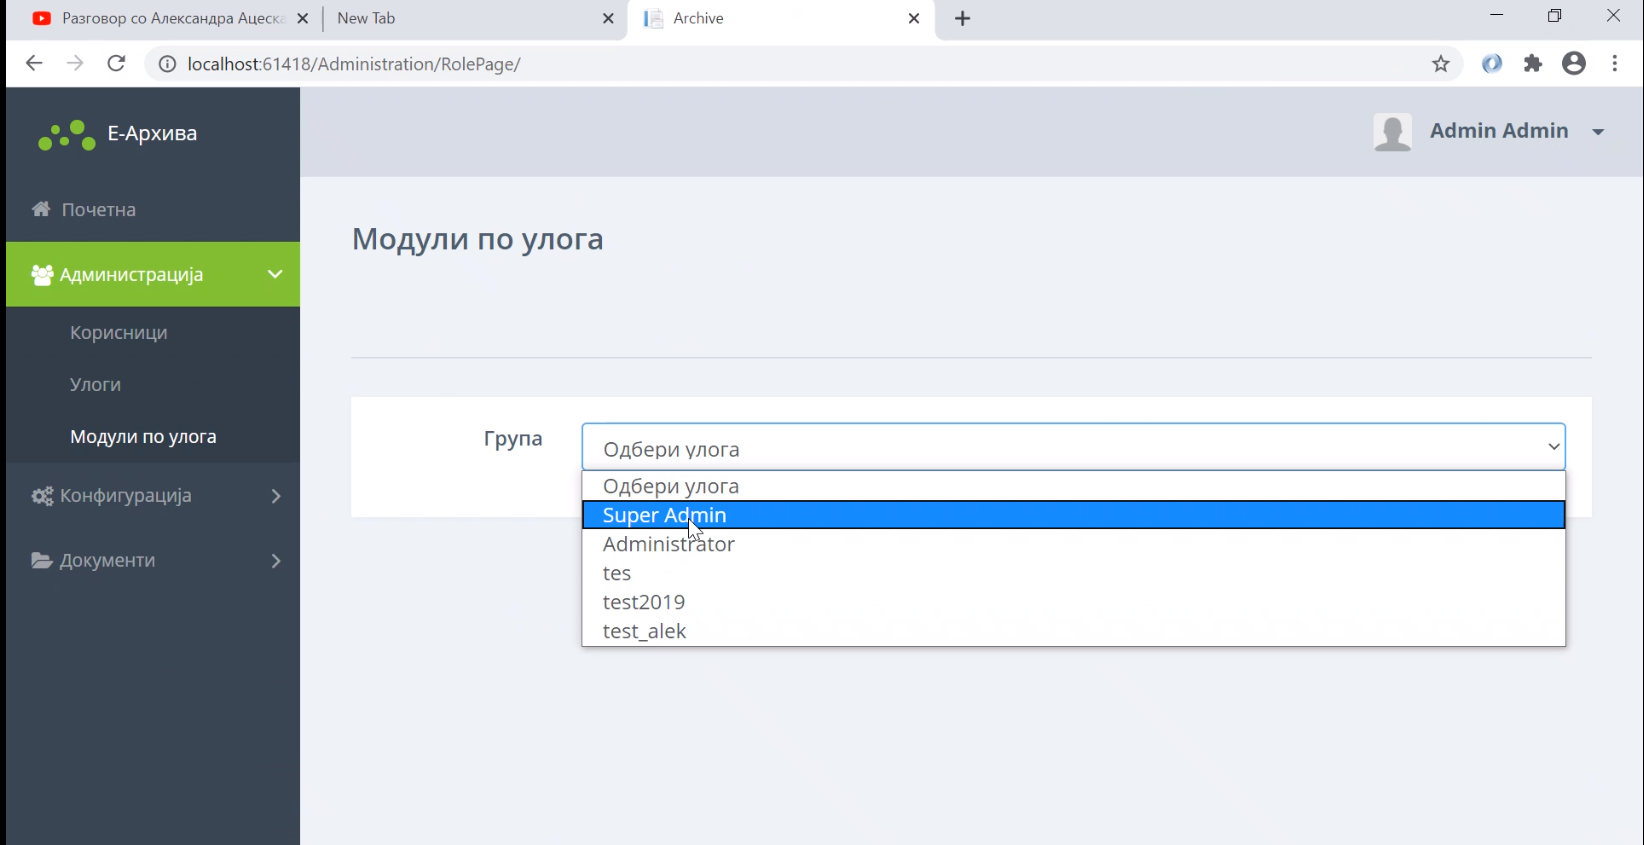 Разговор со Александра Ацеска
New Tab
Archive
localhost:61418/Administration/RolePage/
Е-Архива
Admin Admin
Почетна
Модули по улога
Администрација
Корисници
Улоги
Модули по улога
Конфигурација
Документи
Група
Одбери улога
Одбери улога
Super Admin
Administrator
tes
test2019
test_alek